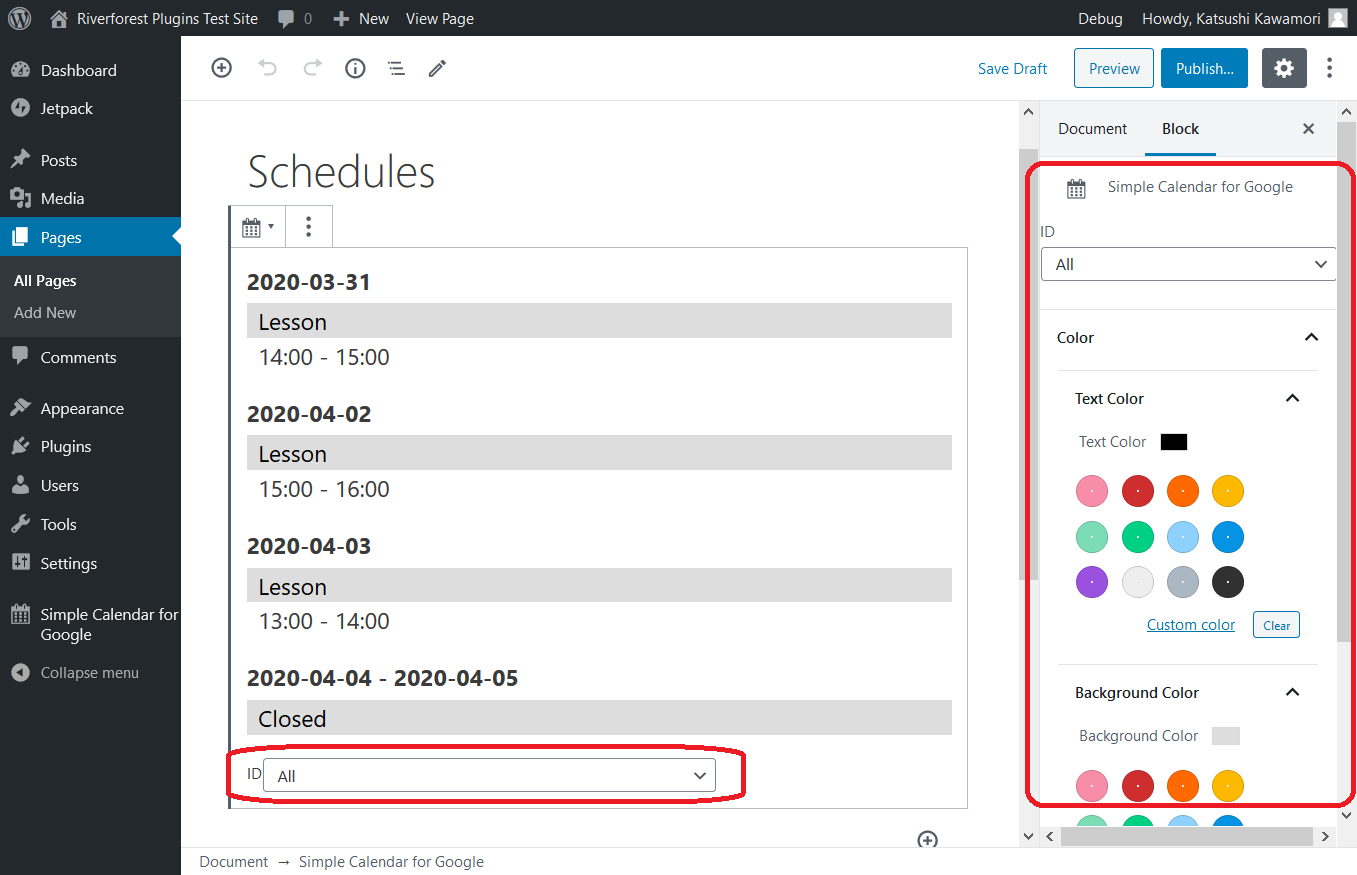 Riverforest Plugins Test Site 0 New View Page Debug Howdy, Katsushi Kawamori
Dashboard
Jetpack
Posts
Media
Pages
All Pages
Add New
Comments
Appearance
Plugins
Users
Tools
Settings
Simple Calendar for
Google
Collapse menu
Save Draft Preview Publish...
Schedules
2020-03-31
Lesson
14:00 - 15:00
2020-04-02
Lesson
15:00 - 16:00
2020-04-03
Lesson
13:00 - 14:00
2020-04-04 - 2020-04-05
Closed
ID All
Document Block
Simple Calendar for Google
ID
All
Color
Text Color
Text Color
Custom color Clear
Background Color
Background Color
Document → Simple Calendar for Google